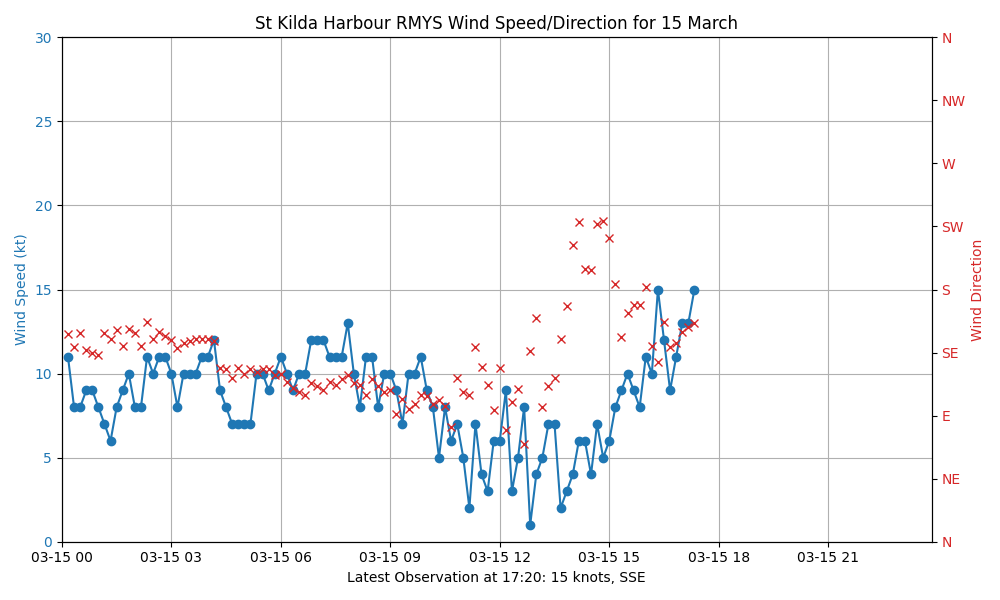 St Kilda Harbour RMYS Wind Speed/Direction for 15 March
30
25
20
15
10
5
0
Wind Speed (kt)
N
NW
W
SW
S
SE
E
NE
N
Wind Direction
03-15 00
03-15 03
03-15 06
03-15 09
03-15 12
03-15 15
03-15 18
03-15 21
Latest Observation at 17:20: 15 knots, SSE